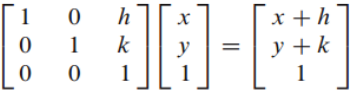 1 0 h x x + h
0 1 k y = y + k
0 0 1 1 1